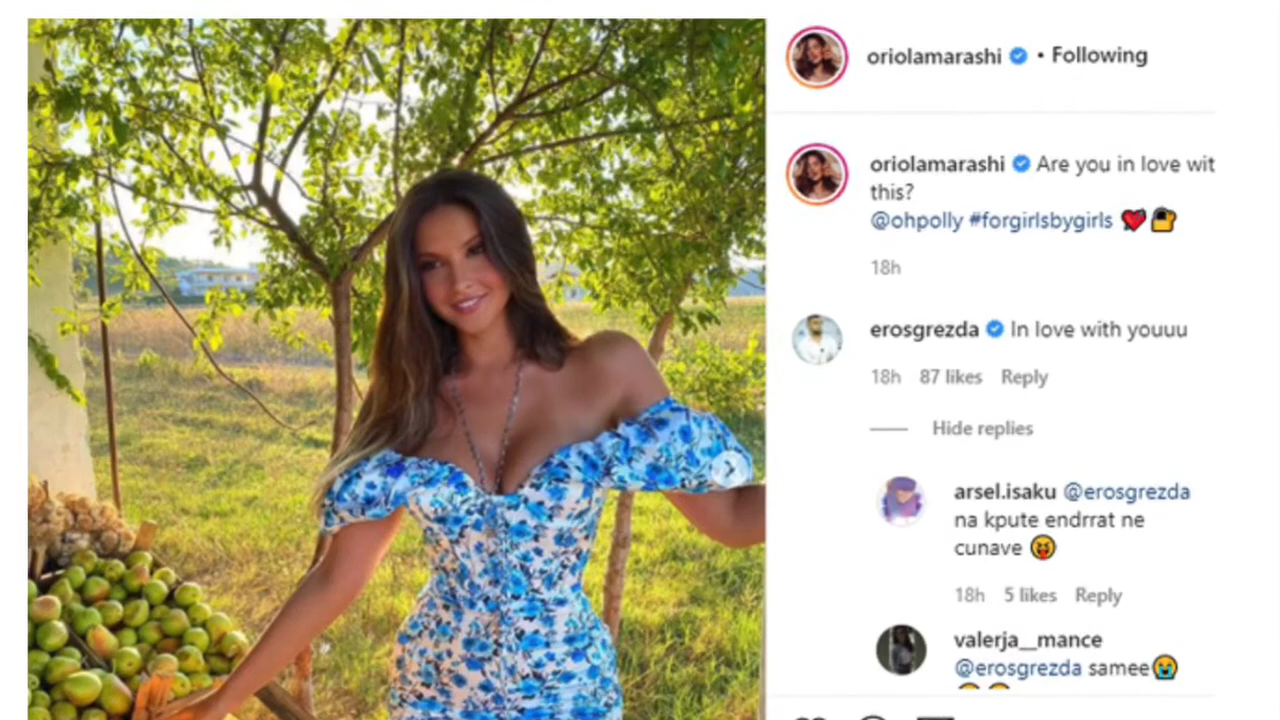 oriolamarashi • Following
oriolamarashi Are you in love wit
this?
@ohpolly #forgirlsbygirls
18h
erosgrezda In love with youuu
18h 87 likes Reply
Hide replies
arsel.isaku @erosgrezda
na kpute endrrat ne
cunave
18h 5 likes Reply
valerja__mance
@erosgrezda samee